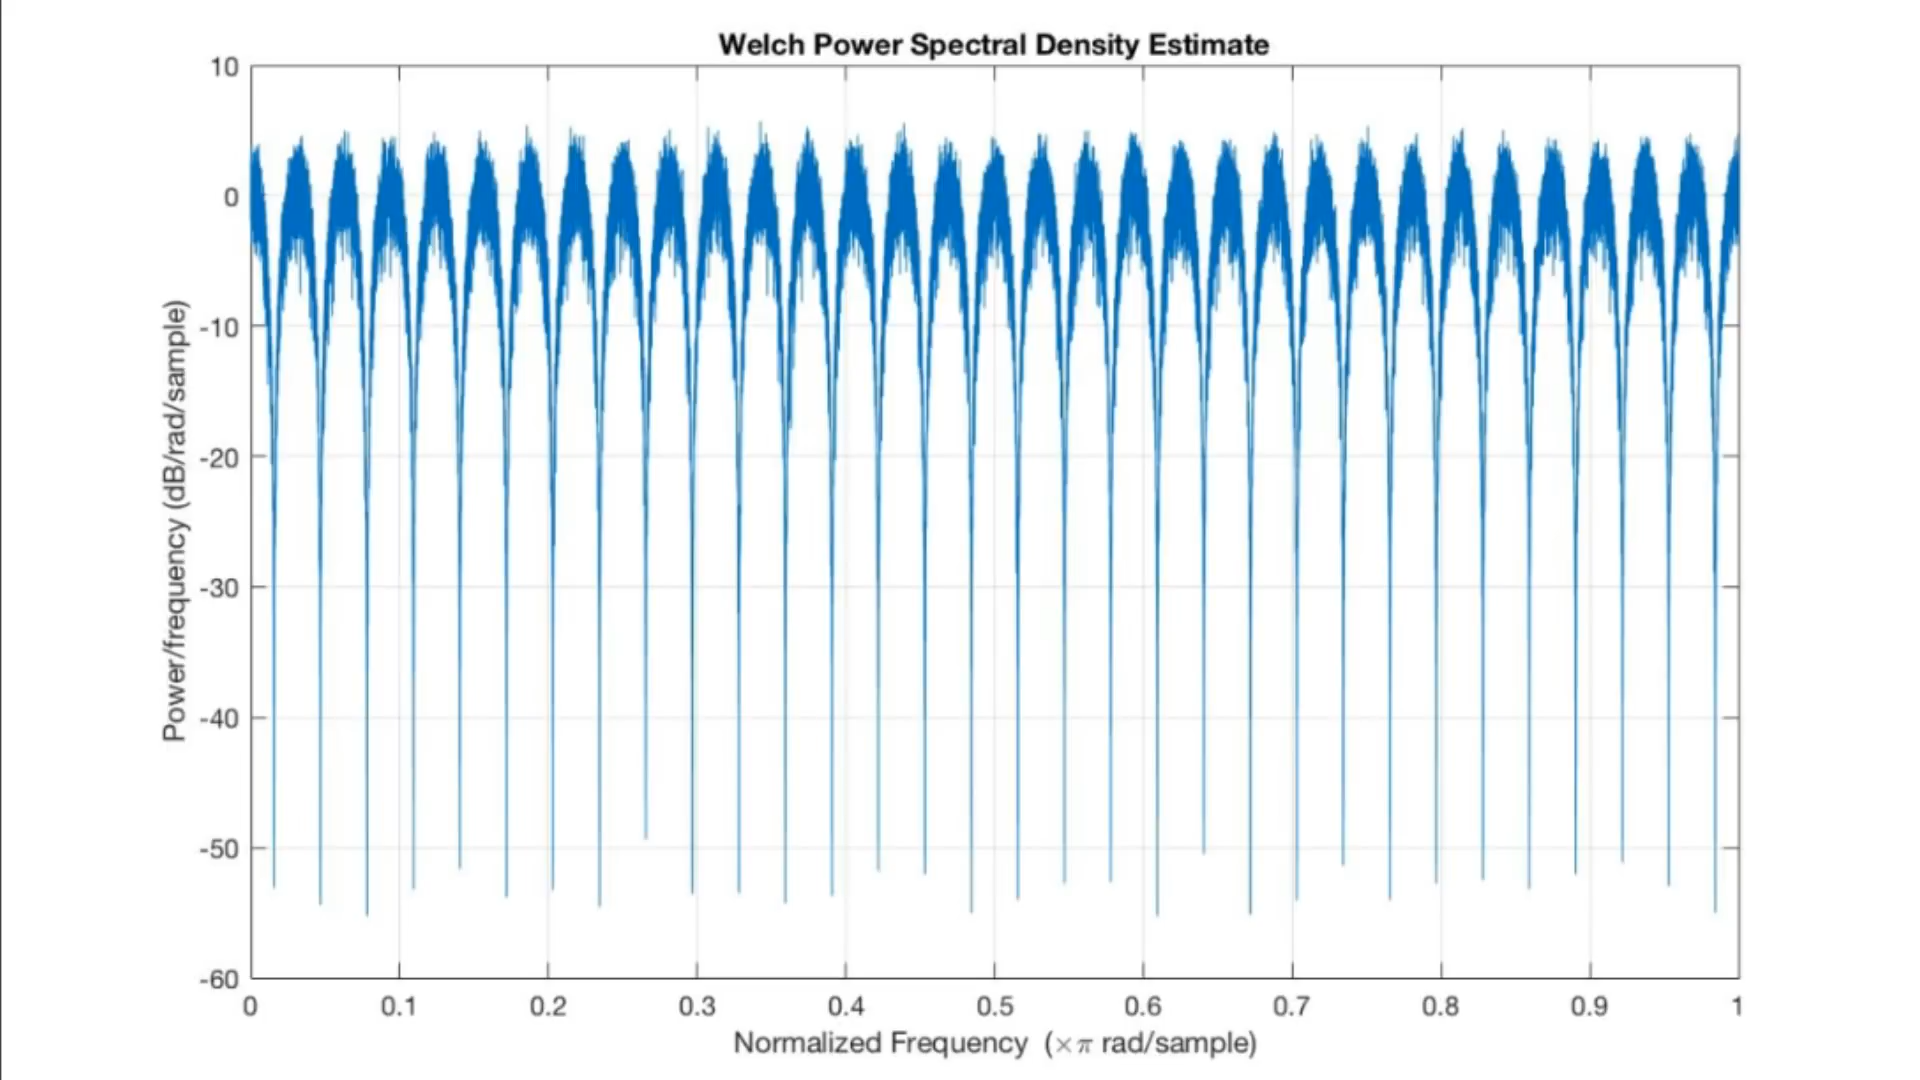 Welch Power Spectral Density Estimate
10
0
-10
-20
-30
-40
-50
-60
Power/frequency (dB/rad/sample)
0 0.1 0.2 0.3 0.4 0.5 0.6 0.7 0.8 0.9 1
Normalized Frequency (×π rad/sample)